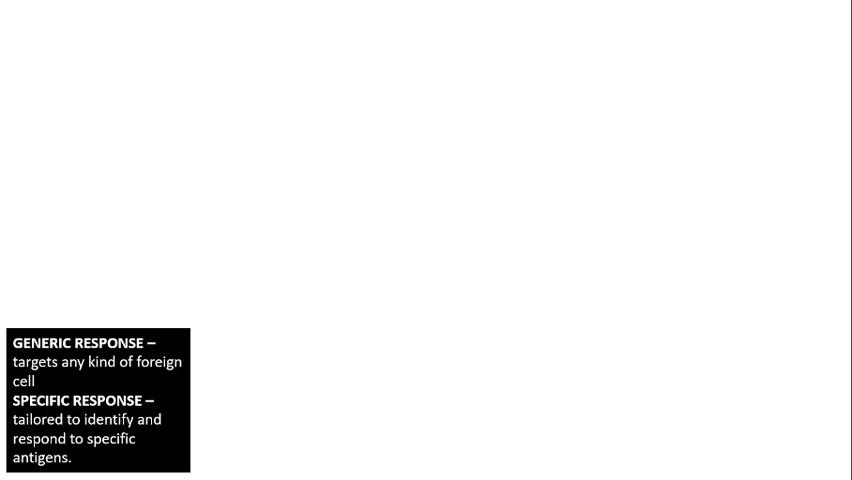 GENERIC RESPONSE –
targets any kind of foreign
cell
SPECIFIC RESPONSE –
tailored to identify and
respond to specific
antigens.